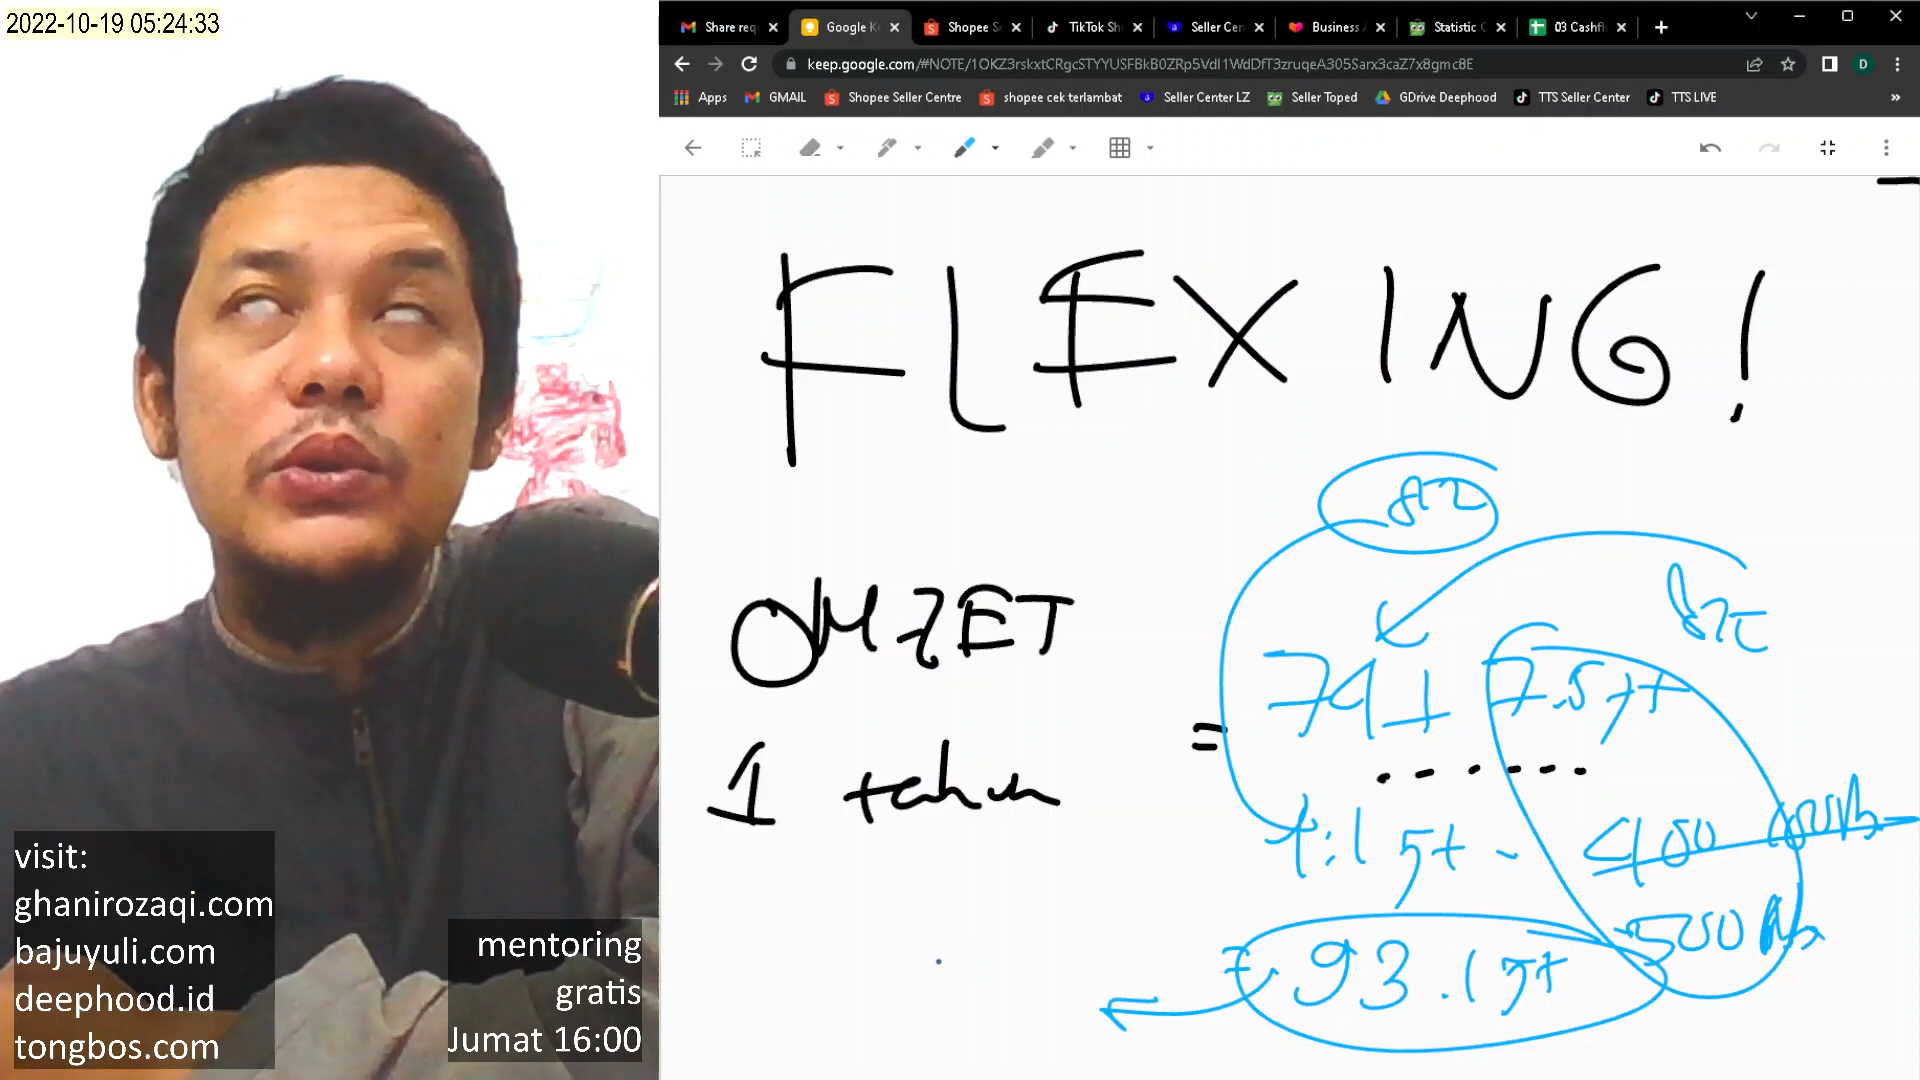 2022-10-19 05:24:33
Share req
Google K
Shopee S
TikTok Sh
Seller Cen
Business
Statistic
03 Cashfl
keep.google.com/#NOTE/1OKZ3rskxtCRgcSTYYUSFBkB0ZRp5Vdl1WdDfT3zruqeA305Sarx3caZ7x8gmc8E
Apps
GMAIL
Shopee Seller Centre
shopee cek terlambat
Seller Center LZ
Seller Toped
GDrive Deephood
TTS Seller Center
TTS LIVE
FLEXING!
OMZET
1 tahun
=
7.5 jt
400
500 Rb
93.1 jt
visit:
ghanirozaqi.com
bajuyuli.com
deephood.id
tongbos.com
mentoring
gratis
Jumat 16:00